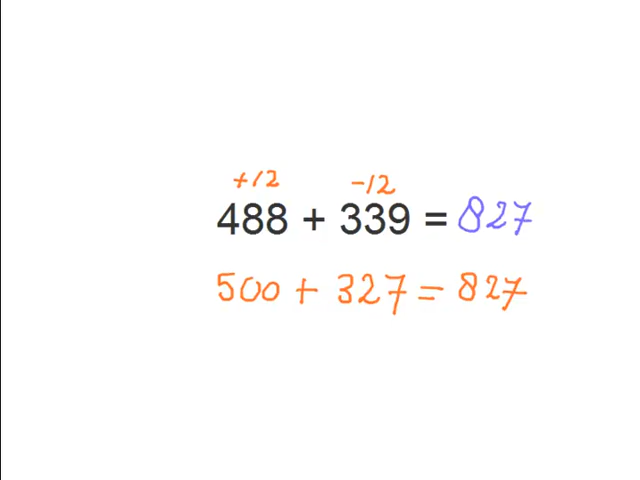 +12 -12
488 + 339 = 827
500 + 327 = 827